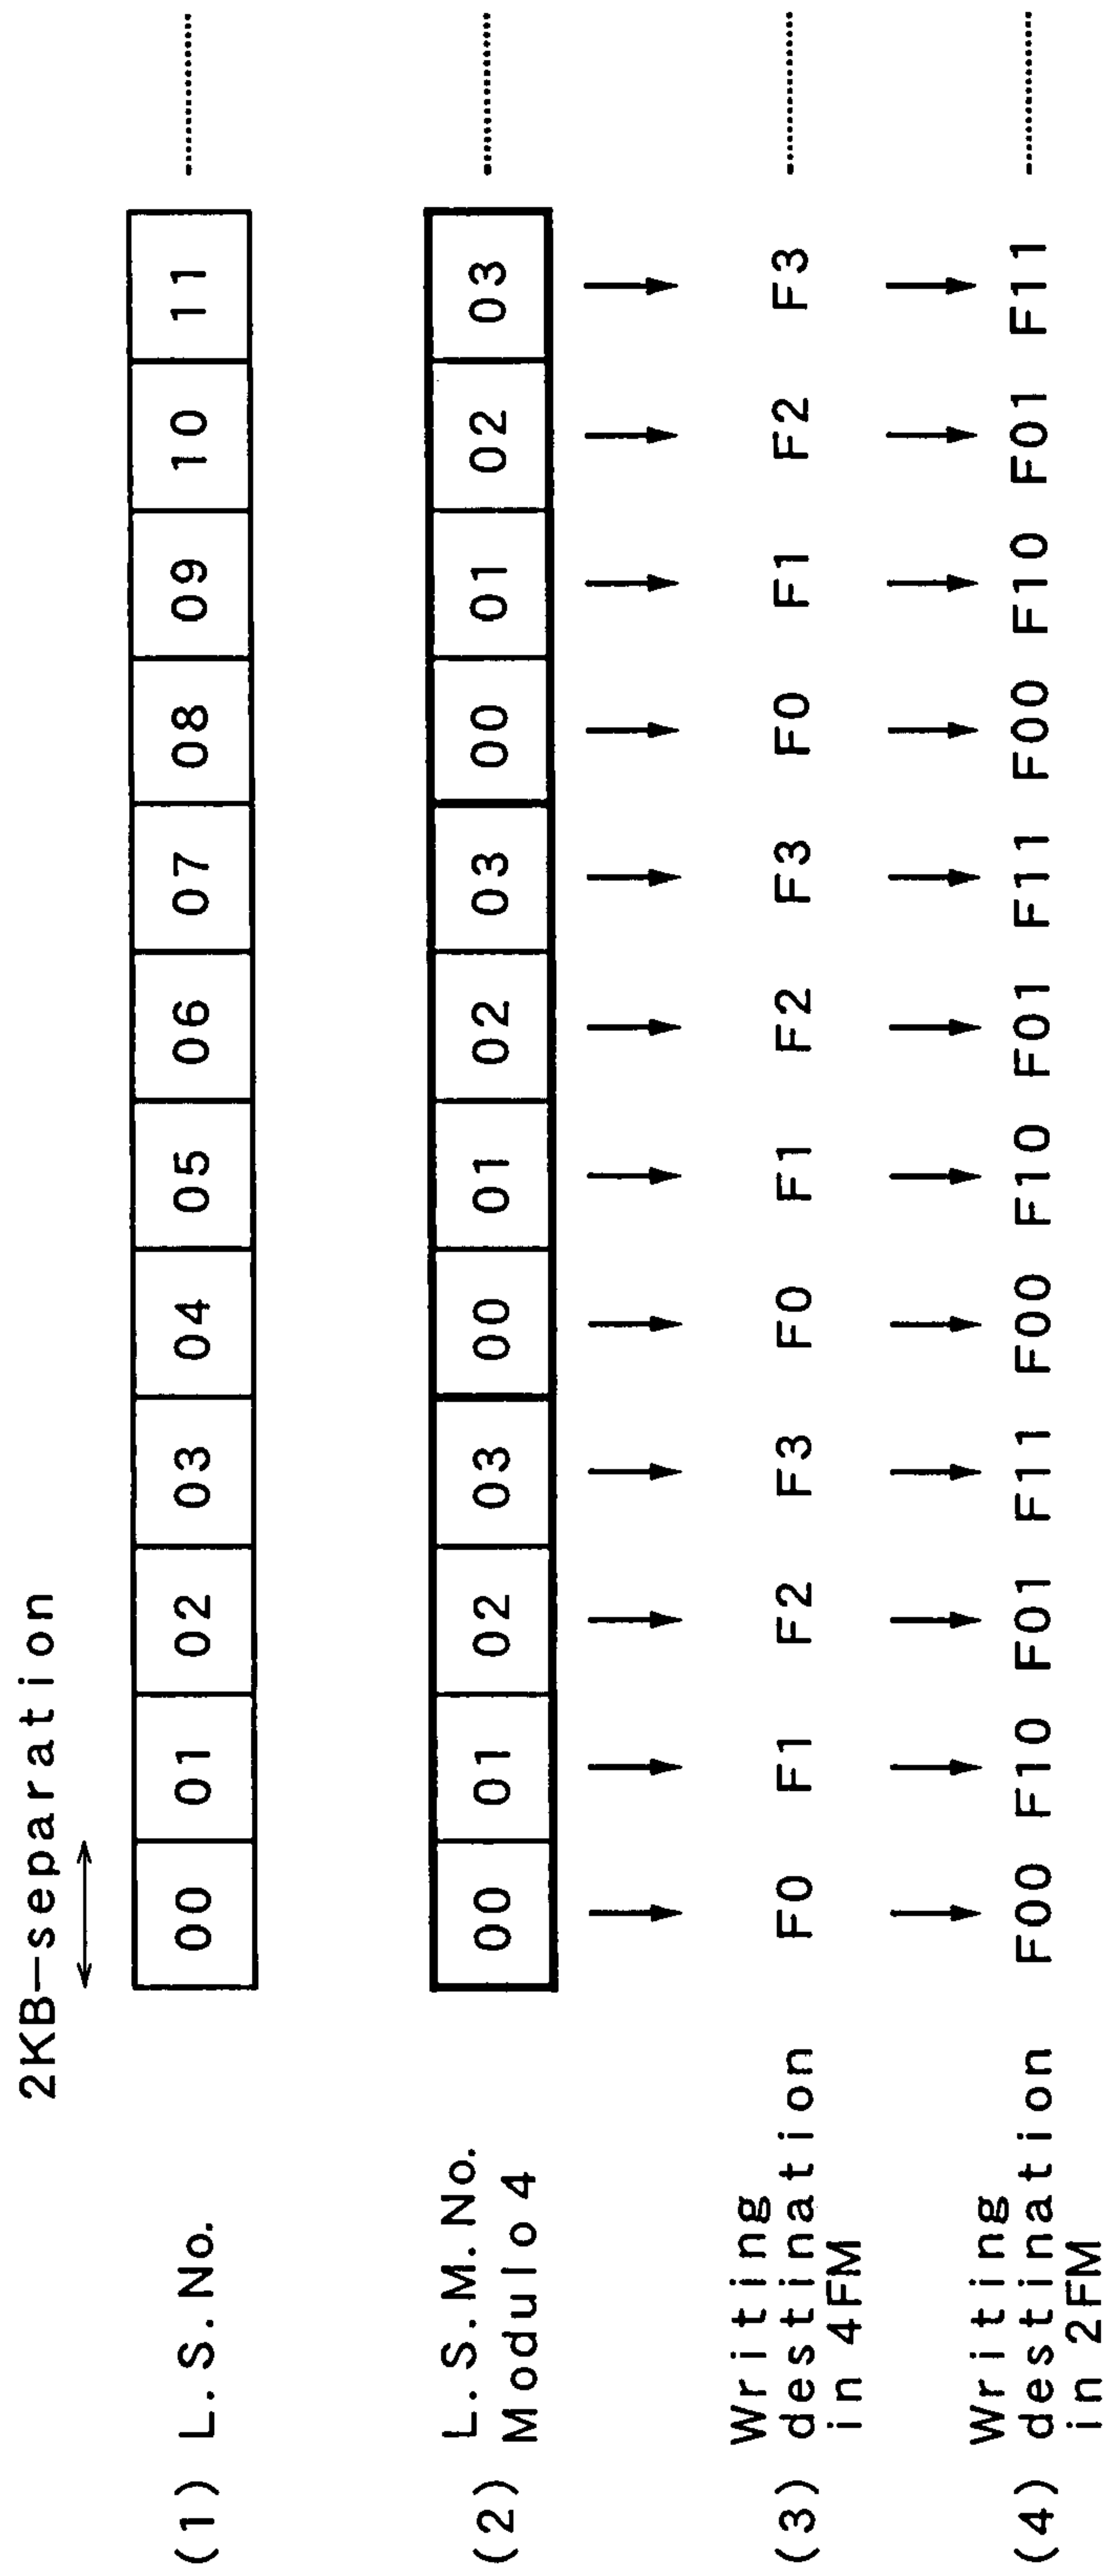 2KB—separation
(1) L.S.No. 00 01 02 03 04 05 06 07 08 09 10 11
(2) L.S.M.No.
Modulo4
00 01 02 03 00 01 02 03 00 01 02 03
(3) Writing
destination
in 4FM
F0 F1 F2 F3 F0 F1 F2 F3 F0 F1 F2 F3
(4) Writing
destination
in 2FM
F00 F10 F01 F11 F00 F10 F01 F11 F00 F10 F01 F11